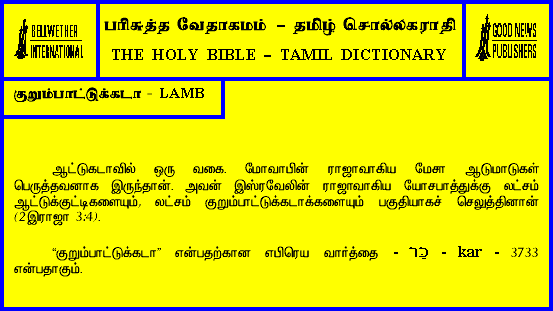 BELLWETHER
INTERNATIONAL
பரிசுத்த வேதாகமம் – தமிழ் சொல்லகராதி
THE HOLY BIBLE – TAMIL DICTIONARY
GOOD NEWS
PUBLISHERS
குறும்பாட்டுக்கடா - LAMB
ஆட்டுகடாவில் ஒரு வகை. மோவாபின் ராஜாவாகிய மேசா ஆடுமாடுகள்
பெருத்தவனாக இருந்தான். அவன் இஸ்ரவேலின் ராஜாவாகிய யோசபாத்துக்கு லட்சம்
ஆட்டுக்குட்டிகளையும், லட்சம் குறும்பாட்டுக்கடாக்களையும் பகுதியாகச் செலுத்தினான்
(2இராஜா 3:4).
“குறும்பாட்டுக்கடா” என்பதற்கான எபிரெய வார்த்தை - כַּר - kar - 3733
என்பதாகும்.